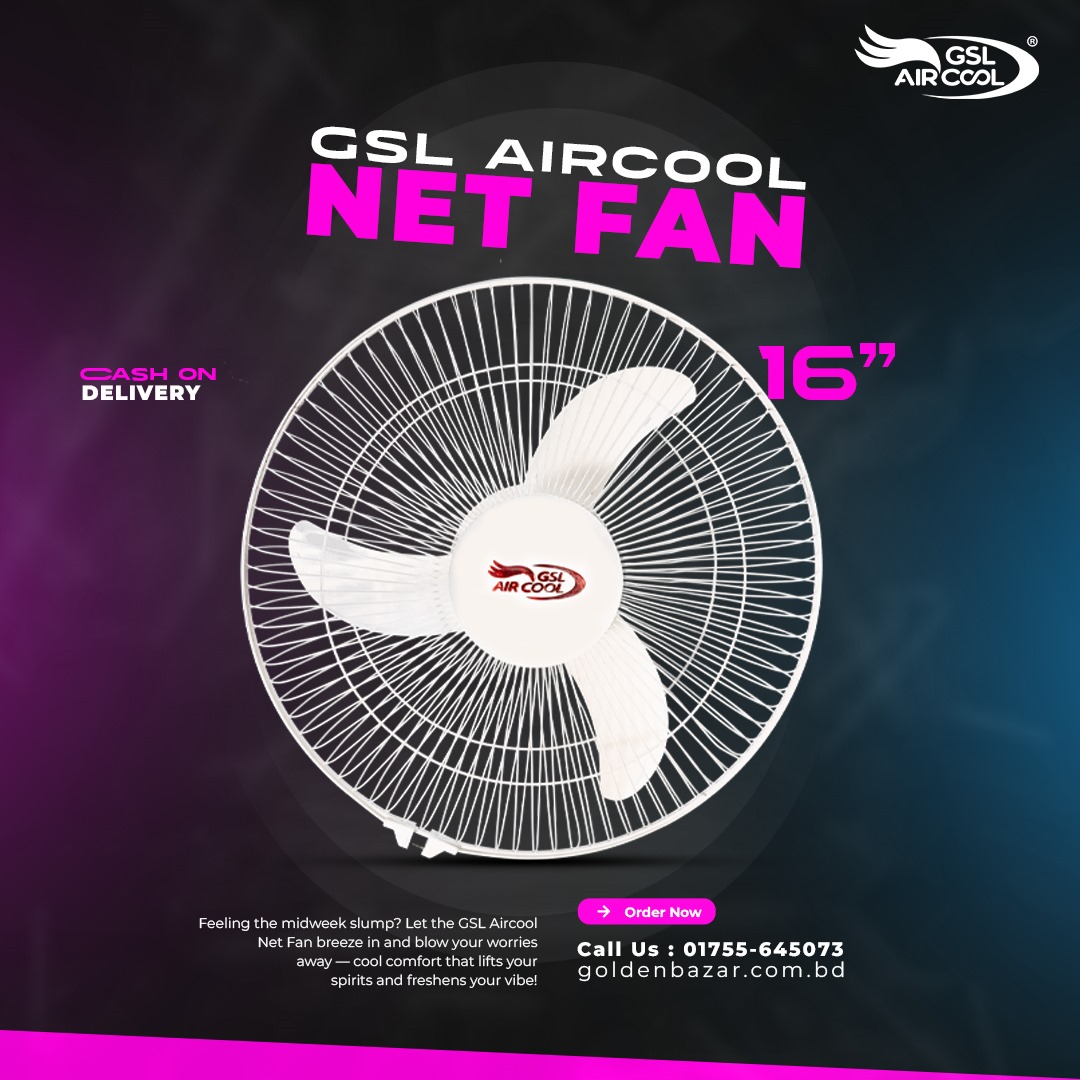 GSL
AIRCOOL
®
GSL AIRCOOL
NET FAN
16”
CASH ON
DELIVERY
GSL
AIR COOL
Feeling the midweek slump? Let the GSL Aircool
Net Fan breeze in and blow your worries
away — cool comfort that lifts your
spirits and freshens your vibe!
→ Order Now
Call Us : 01755-645073
goldenbazar.com.bd